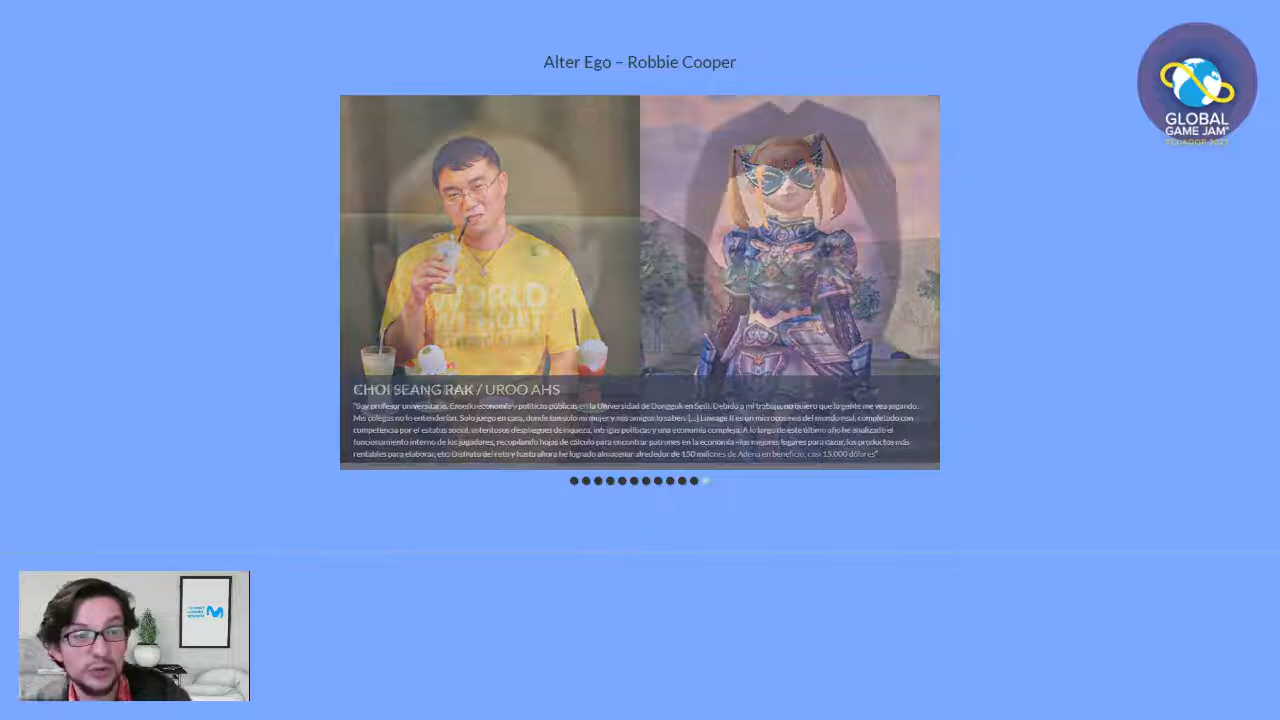 Alter Ego – Robbie Cooper
GLOBAL
GAME JAM
ECUADOR 2021
WORLD
WITHOUT
CHOI SEANG RAK / UROO AHS
"Soy profesor universitario. Enseño economía y políticas públicas en la Universidad de Dongguk en Seúl. Debido a mi trabajo, no quiero que la gente me vea jugando.
Mis colegas no lo entenderían. Solo juego en casa, donde tan solo mi mujer y mis amigos lo saben. [...] Lineage II es un microcosmos del mundo real, completado con
competencia por el estatus social, ostentosos despliegues de riqueza, intrigas políticas y una economía compleja. A lo largo de este último año he analizado el
funcionamiento interno de los jugadores, recopilando hojas de cálculo para encontrar patrones en la economía –los mejores lugares para cazar, los productos más
rentables para elaborar, etc. Disfruto del reto y hasta ahora he logrado almacenar alrededor de 150 millones de Adena en beneficio, casi 15.000 dólares"